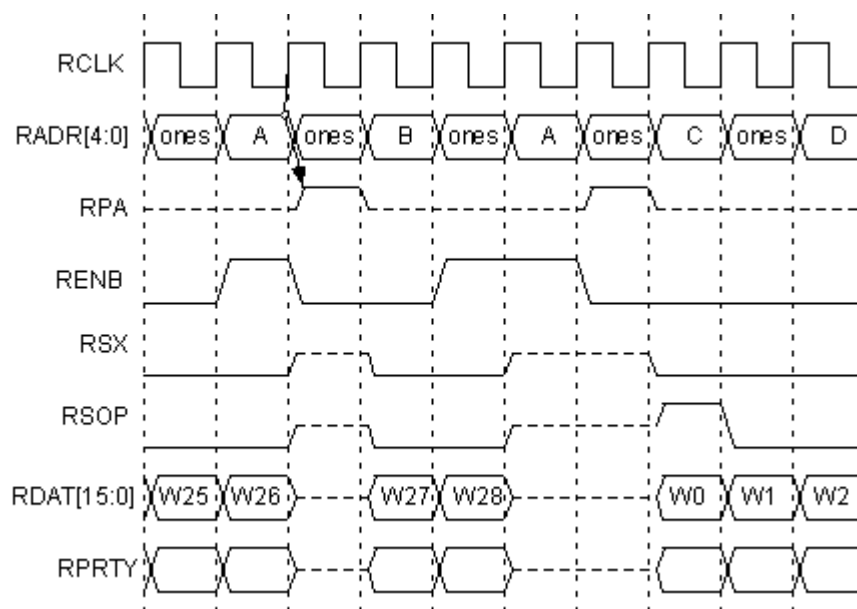 RCLK
RADR[4:0] ones A ones B ones A ones C ones D
RPA
RENB
RSX
RSOP
RDAT[15:0] W25 W26 W27 W28 W0 W1 W2
RPRTY